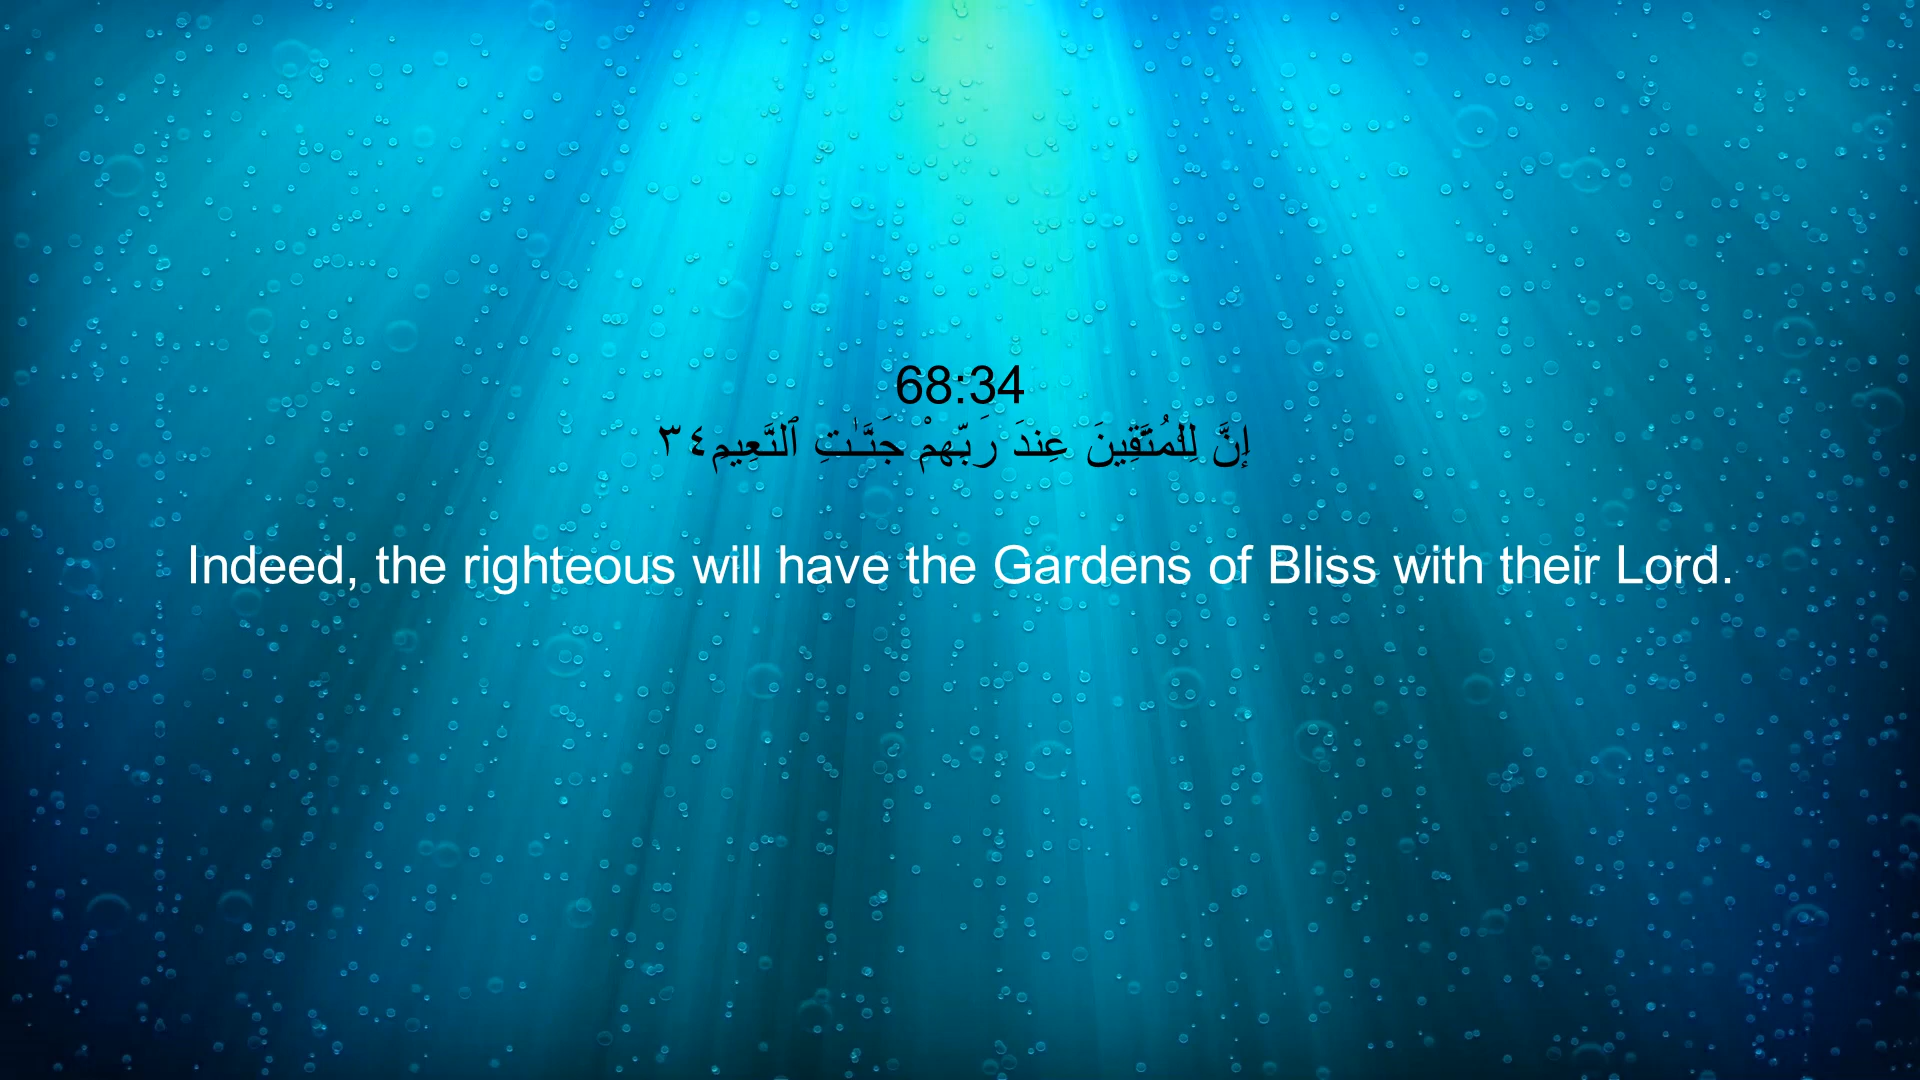 68:34
إِنَّ لِلْمُتَّقِينَ عِندَ رَبِّهِمْ جَنَّـٰتِ ٱلنَّعِيمِ ٣٤
Indeed, the righteous will have the Gardens of Bliss with their Lord.